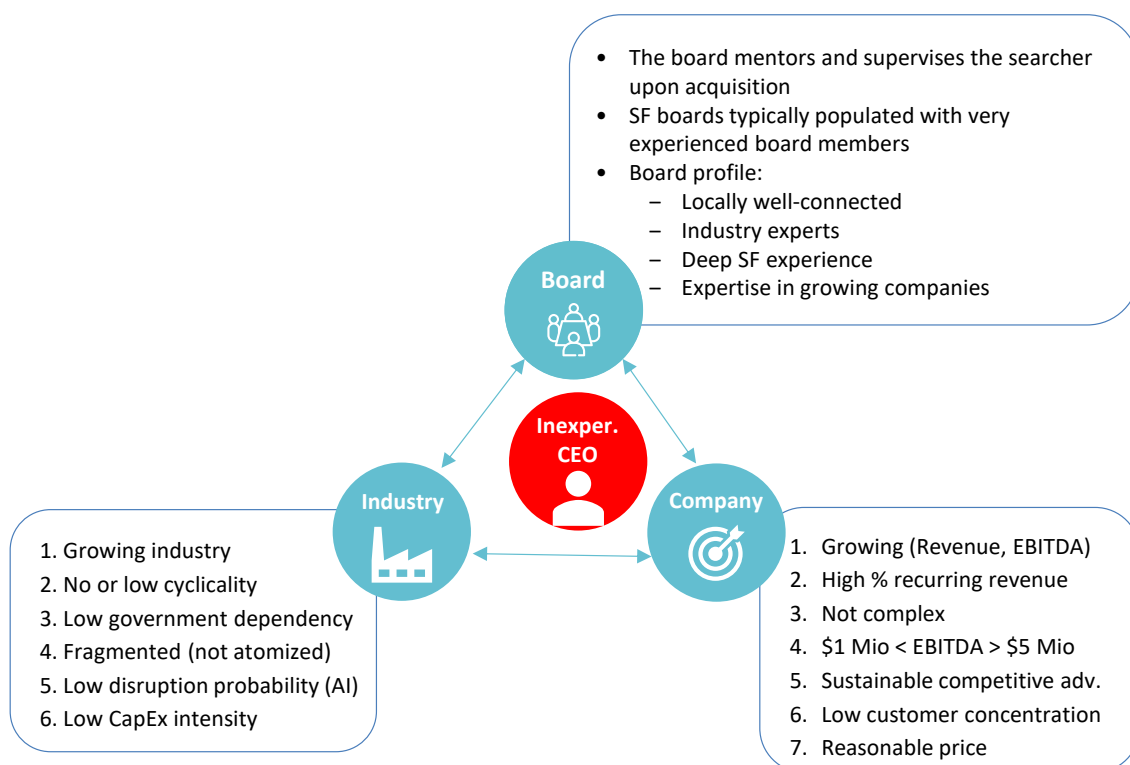 • The board mentors and supervises the searcher
upon acquisition
• SF boards typically populated with very
experienced board members
• Board profile:
– Locally well-connected
– Industry experts
– Deep SF experience
– Expertise in growing companies
Board
Inexper.
CEO
Industry
Company
1. Growing industry
2. No or low cyclicality
3. Low government dependency
4. Fragmented (not atomized)
5. Low disruption probability (AI)
6. Low CapEx intensity
1. Growing (Revenue, EBITDA)
2. High % recurring revenue
3. Not complex
4. $1 Mio < EBITDA > $5 Mio
5. Sustainable competitive adv.
6. Low customer concentration
7. Reasonable price